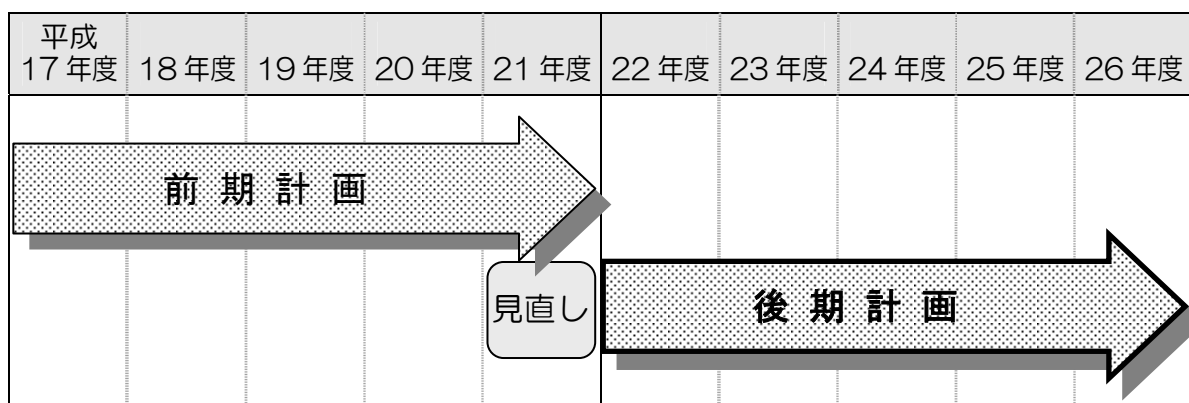 平成
17年度 18年度 19年度 20年度 21年度 22年度 23年度 24年度 25年度 26年度
前期計画
見直し
後期計画